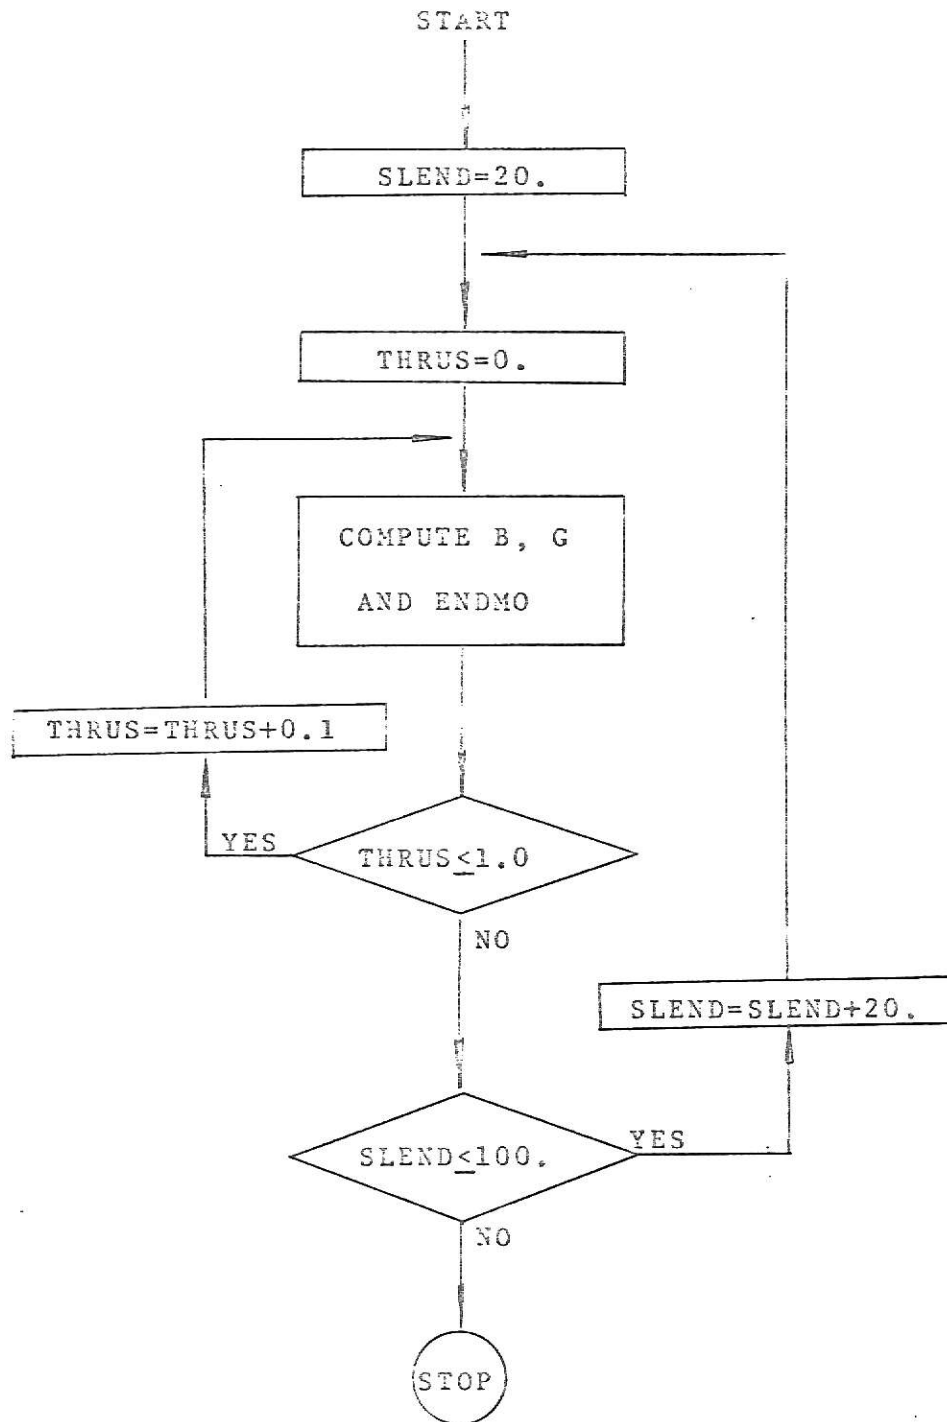 START
SLEND=20.
THRUS=0.
COMPUTE B, G
AND ENDMO
THRUS=THRUS+0.1
YES
THRUS≤1.0
NO
SLEND=SLEND+20.
SLEND≤100.
YES
NO
STOP